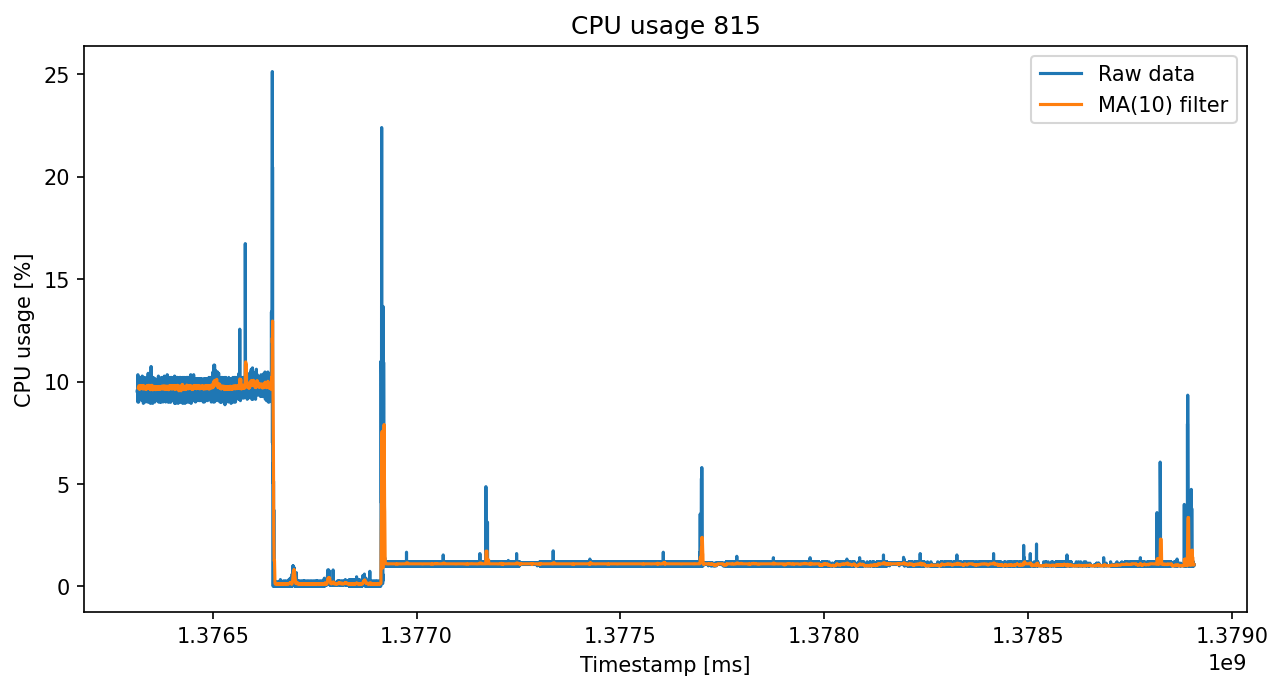 CPU usage 815
Raw data
MA(10) filter
CPU usage [%]
25
20
15
10
5
0
1.3765
1.3770
1.3775
1.3780
1.3785
1.3790
1e9
Timestamp [ms]